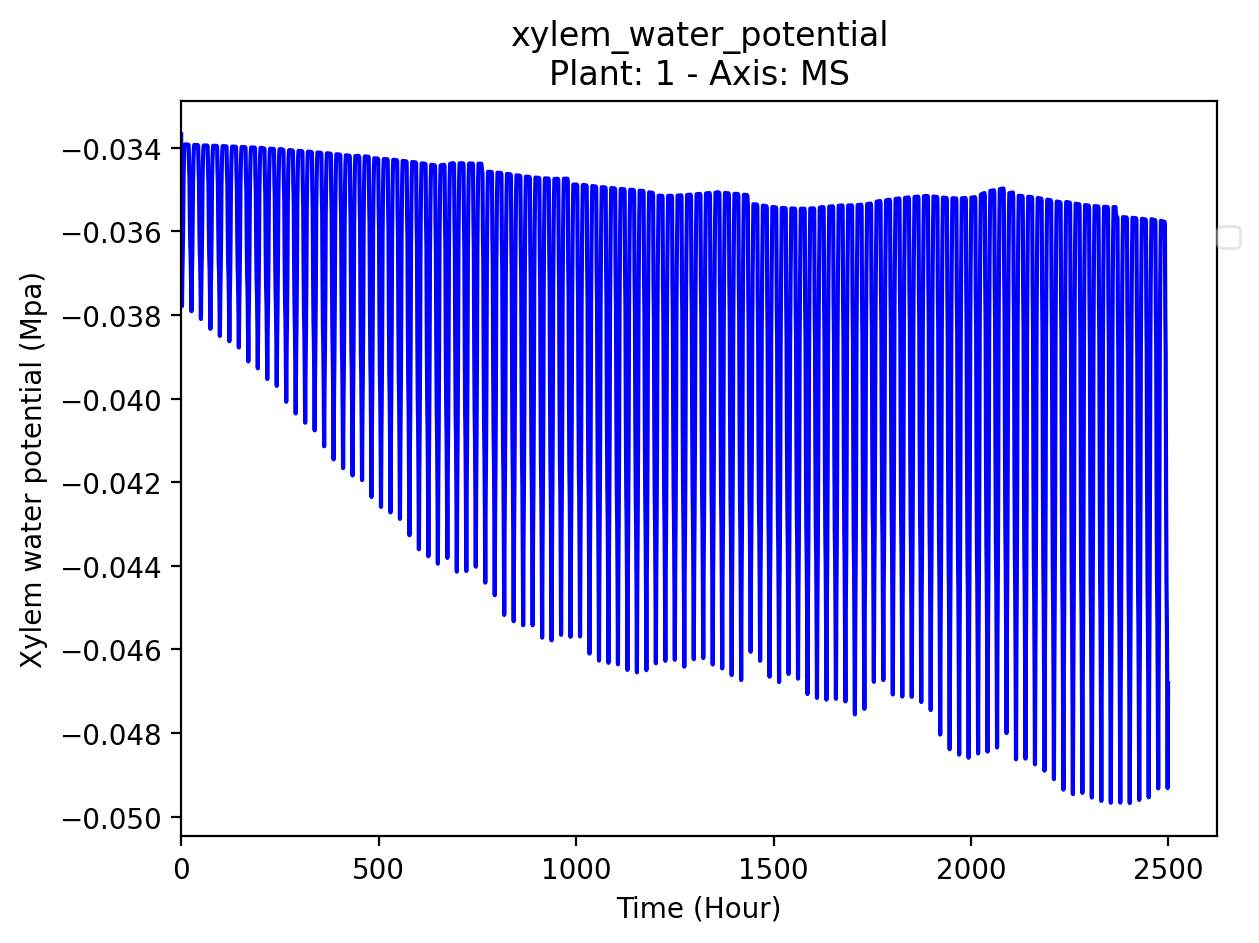 xylem_water_potential
Plant: 1 - Axis: MS
−0.034
−0.036
−0.038
−0.040
−0.042
−0.044
−0.046
−0.048
−0.050
Xylem water potential (Mpa)
0 500 1000 1500 2000 2500
Time (Hour)